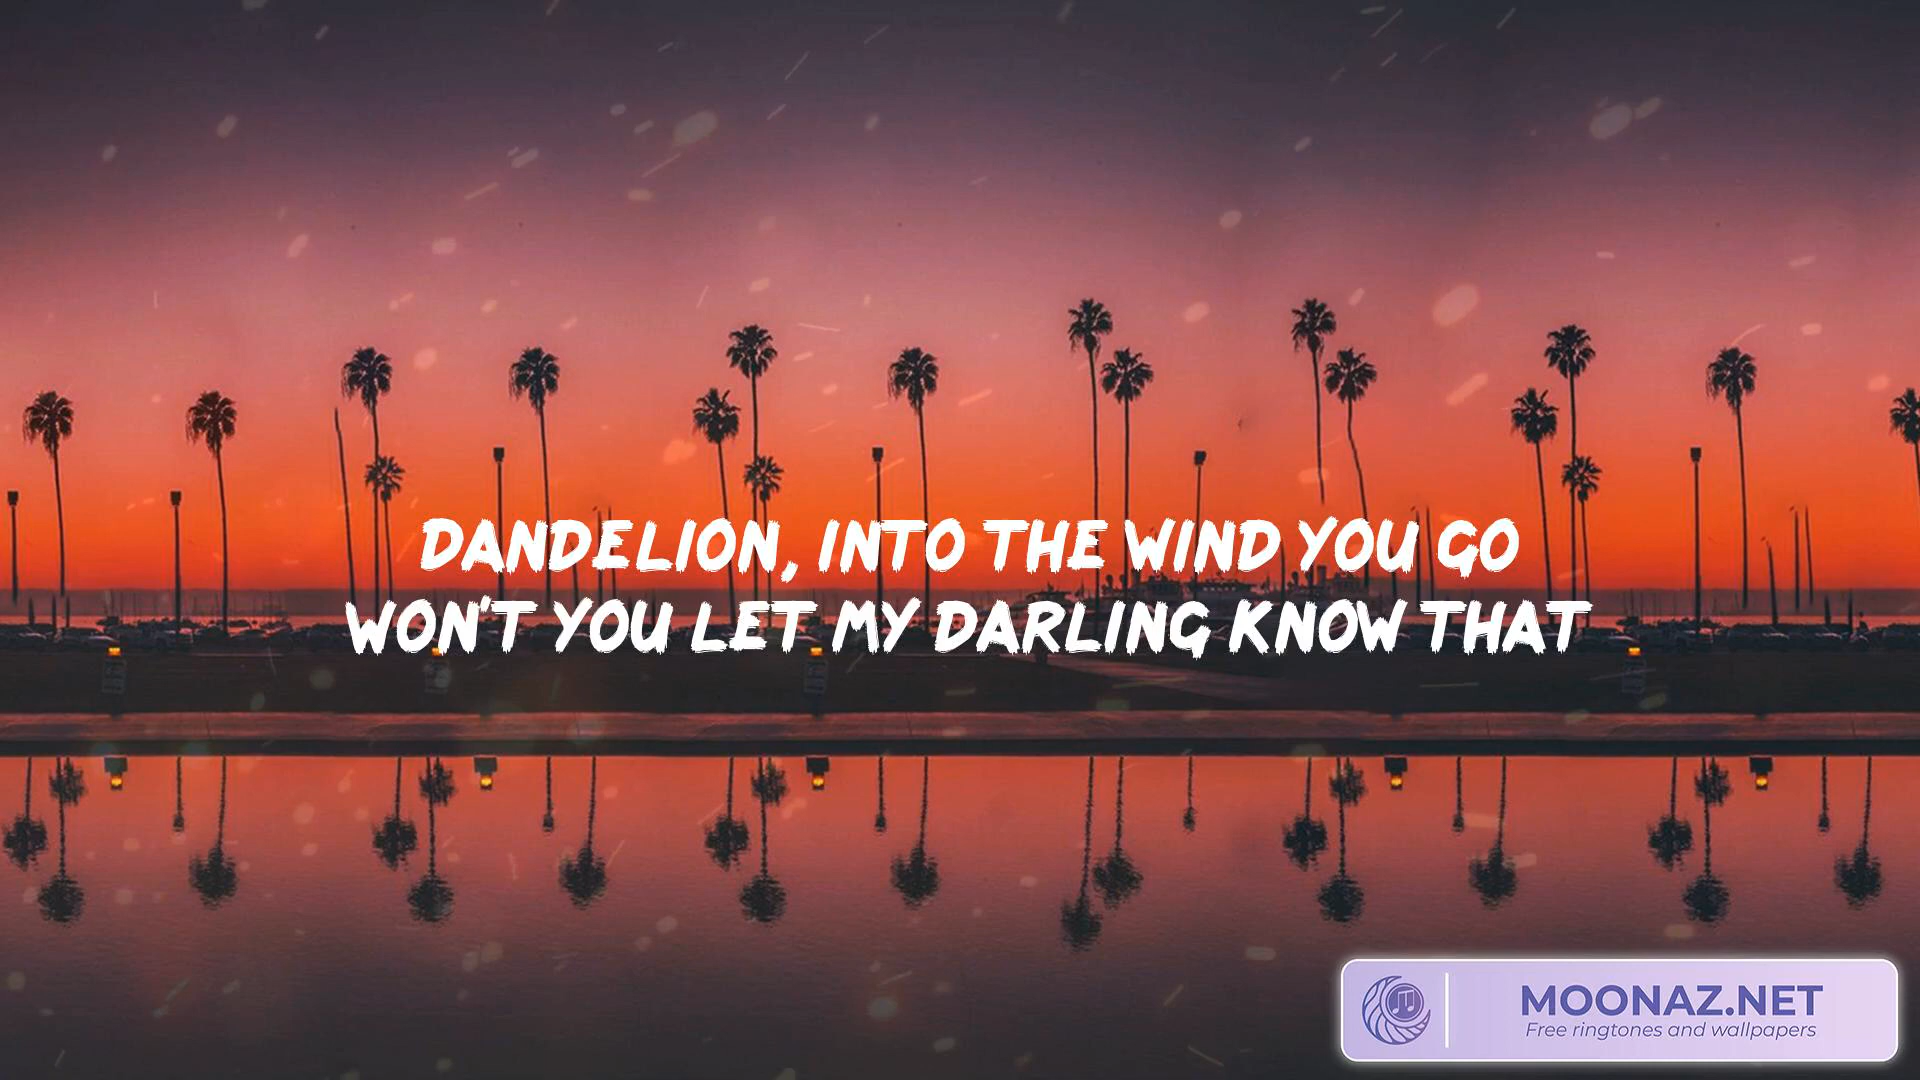 DANDELION, INTO THE WIND YOU GO
WON'T YOU LET MY DARLING KNOW THAT
MOONAZ.NET
Free ringtones and wallpapers